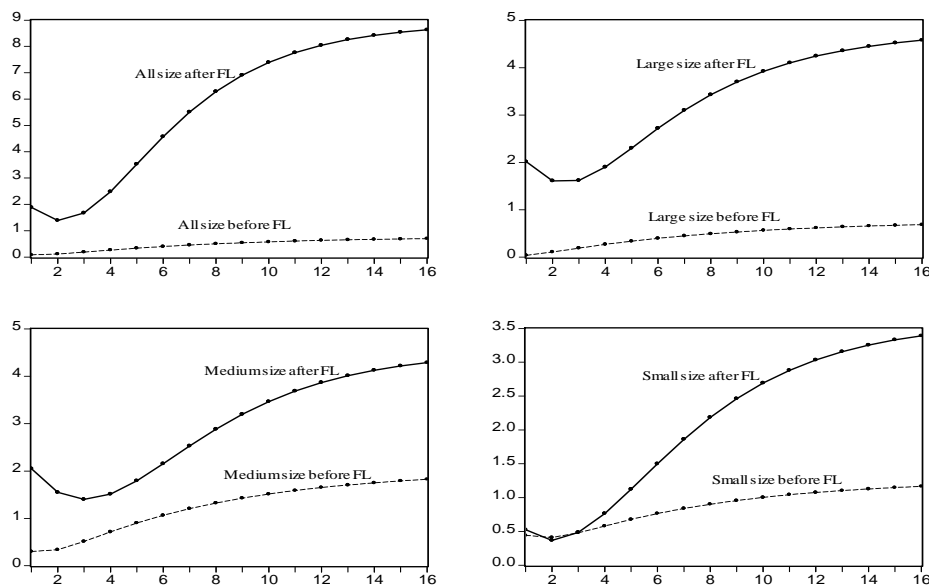 9
8
7
6
5
4
3
2
1
0
All size after FL
All size before FL
2 4 6 8 10 12 14 16
5
4
3
2
1
0
Large size after FL
Large size before FL
2 4 6 8 10 12 14 16
5
4
3
2
1
0
Medium size after FL
Medium size before FL
2 4 6 8 10 12 14 16
3.5
3.0
2.5
2.0
1.5
1.0
0.5
0.0
Small size after FL
Small size before FL
2 4 6 8 10 12 14 16